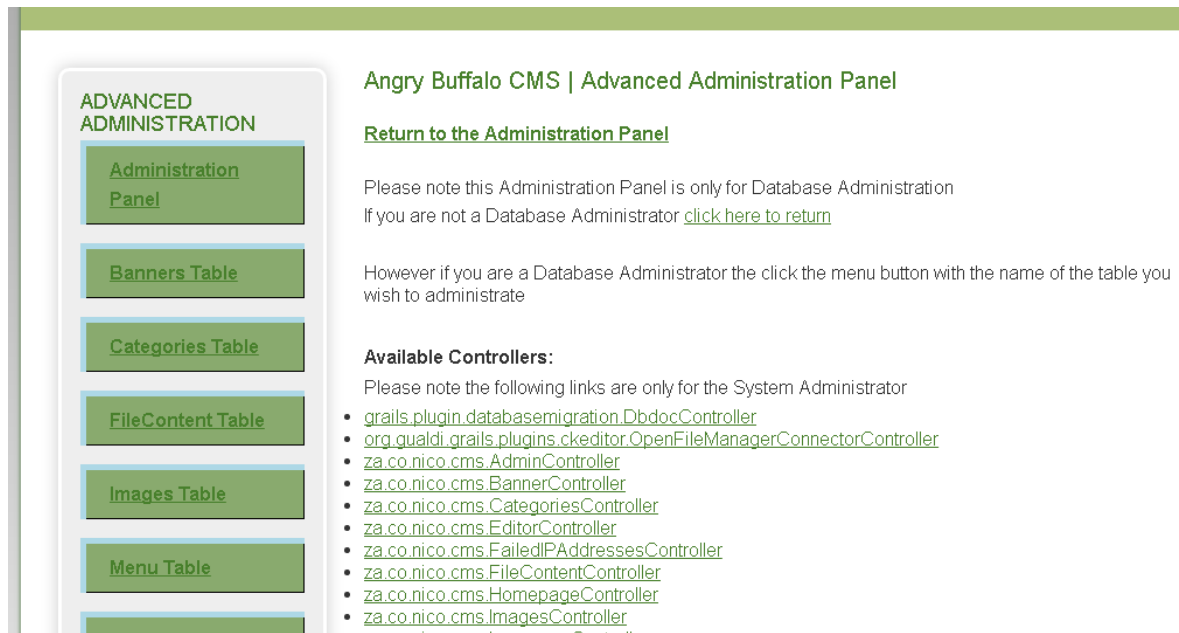 ADVANCED
ADMINISTRATION
Administration
Panel
Banners Table
Categories Table
FileContent Table
Images Table
Menu Table
Angry Buffalo CMS | Advanced Administration Panel
Return to the Administration Panel
Please note this Administration Panel is only for Database Administration
If you are not a Database Administrator click here to return
However if you are a Database Administrator the click the menu button with the name of the table you
wish to administrate
Available Controllers:
Please note the following links are only for the System Administrator
grails.plugin.databasemigration.DbdocController
org.gualdi.grails.plugins.ckeditor.OpenFileManagerConnectorController
za.co.nico.cms.AdminController
za.co.nico.cms.BannerController
za.co.nico.cms.CategoriesController
za.co.nico.cms.EditorController
za.co.nico.cms.FailedIPAddressesController
za.co.nico.cms.FileContentController
za.co.nico.cms.HomepageController
za.co.nico.cms.ImagesController